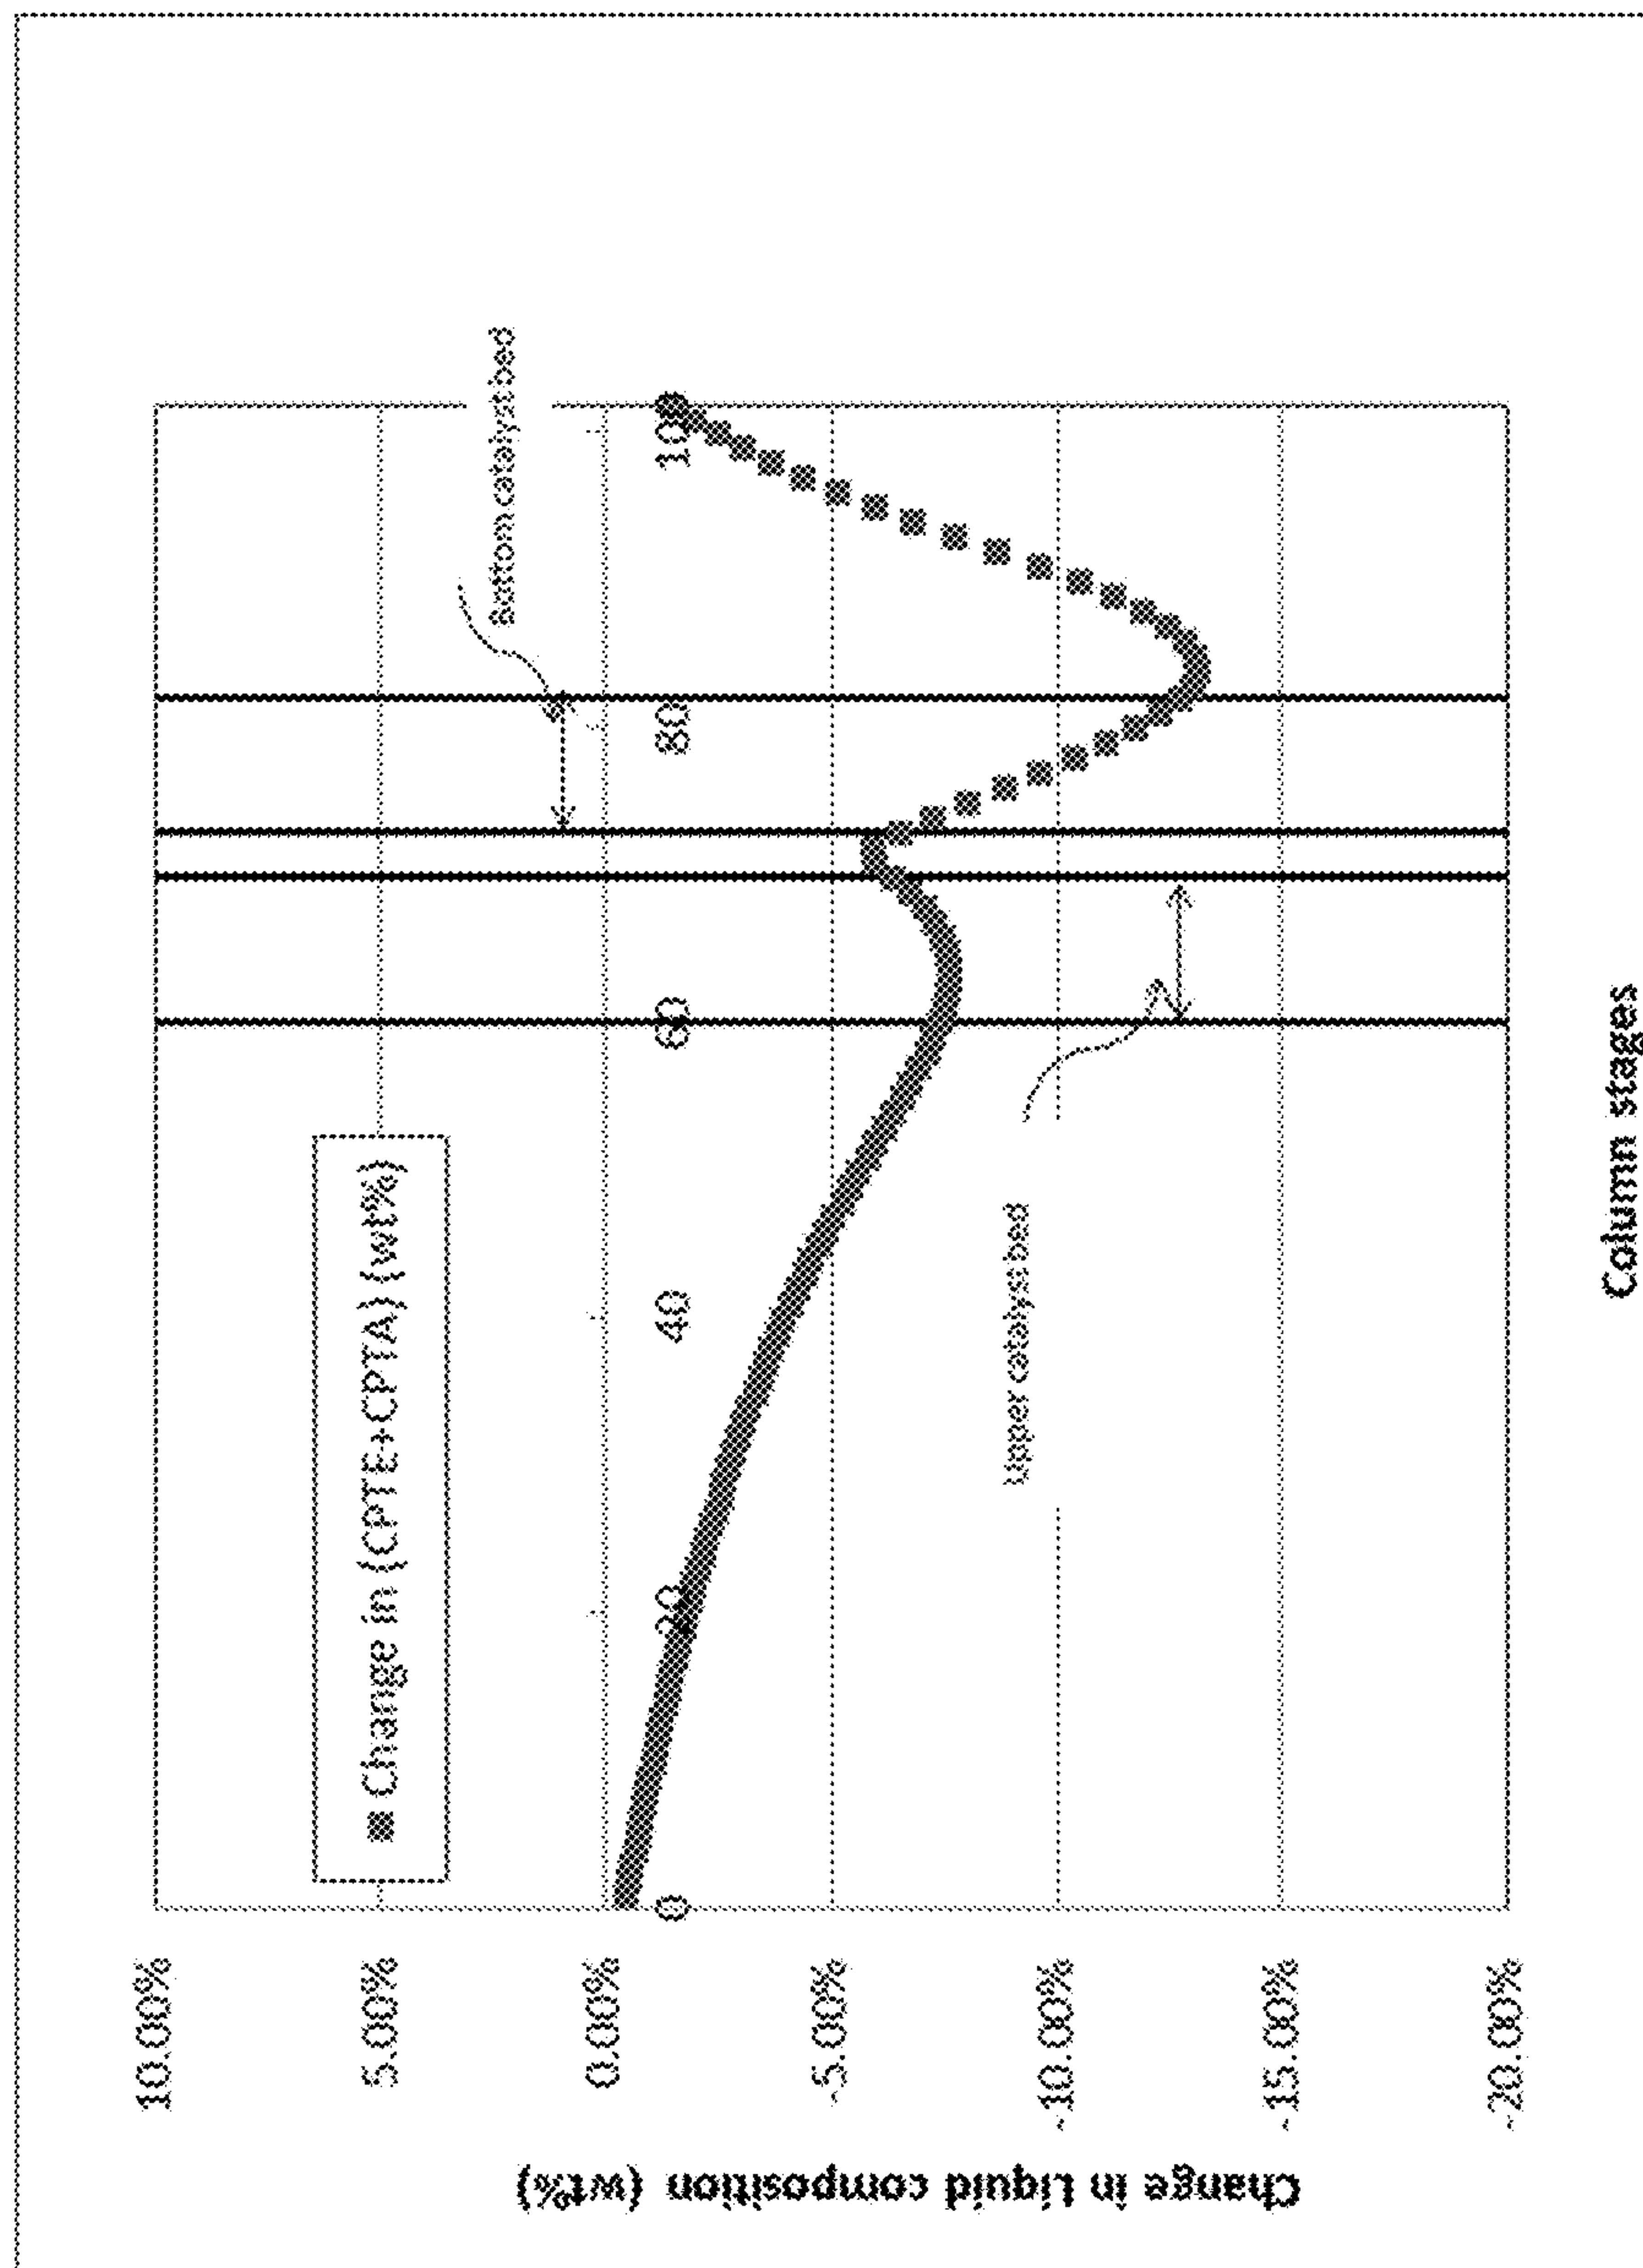 Change in Liquid composition (wt%)
10.00%
5.00%
0.00%
-5.00%
-10.00%
-15.00%
-20.00%
Change in (CPTE+CPTA) (wt%)
Bottom catalyst bed
Upper catalyst bed
0
20
40
60
80
100
Column stages